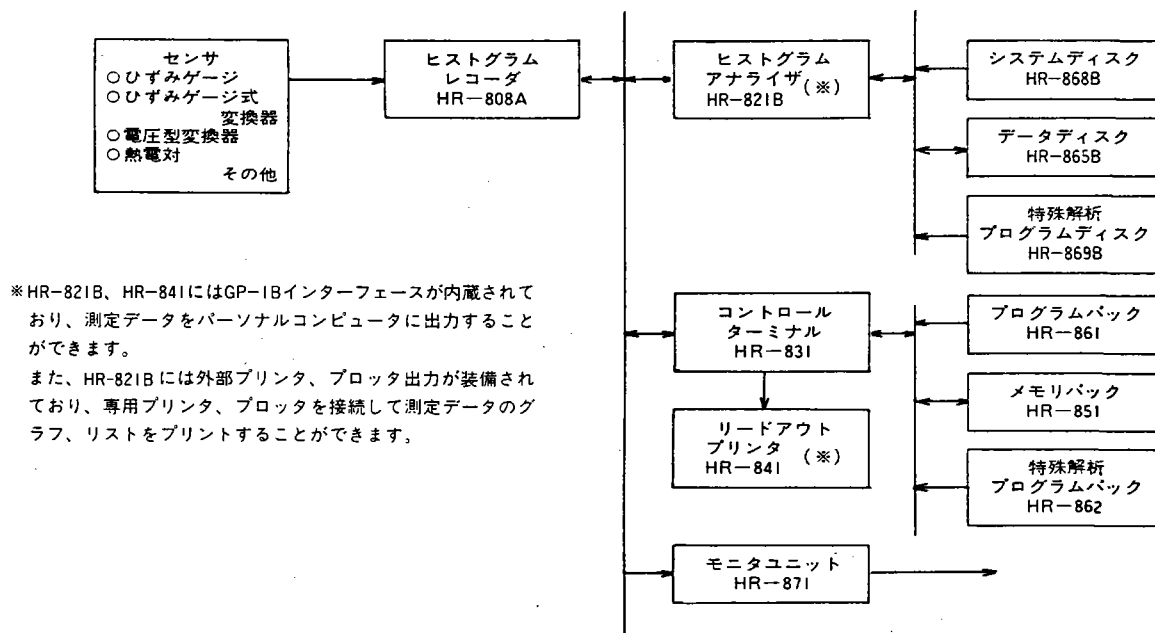 センサ
○ひずみゲージ
○ひずみゲージ式
変換器
○電圧型変換器
○熱電対
その他
ヒストグラム
レコーダ
HR-808A
ヒストグラム
アナライザ(※)
HR-821B
システムディスク
HR-868B
データディスク
HR-865B
特殊解析
プログラムディスク
HR-869B
※HR-821B、HR-841にはGP-1Bインターフェースが内蔵されて
おり、測定データをパーソナルコンピュータに出力すること
ができます。
また、HR-821Bには外部プリンタ、プロッタ出力が装備され
ており、専用プリンタ、プロッタを接続して測定データのグ
ラフ、リストをプリントすることができます。
コントロール
ターミナル
HR-831
リードアウト
プリンタ (※)
HR-841
プログラムパック
HR-861
メモリパック
HR-851
特殊解析
プログラムパック
HR-862
モニタユニット
HR-871